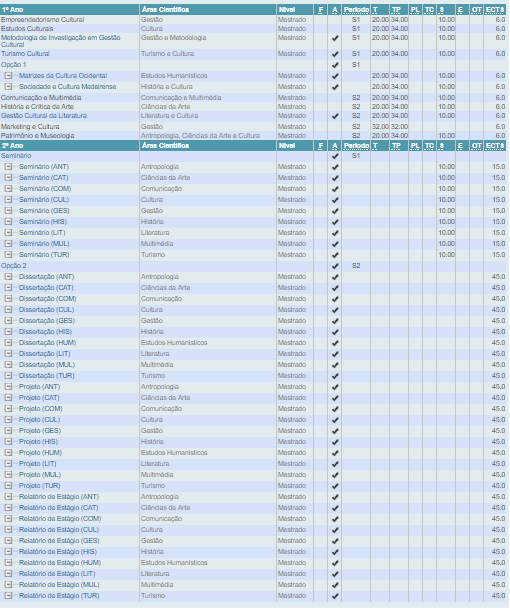 1º Ano Área Científica Nível F A Período T TP PL TC S E OT ECTS
Empreendedorismo Cultural Gestão Mestrado S1 20.00 34.00 10.00 6.0
Estudos Culturais Cultura Mestrado S1 20.00 34.00 10.00 6.0
Metodologia de Investigação em Gestão Gestão e Metodologia Mestrado ✔ S1 20.00 34.00 10.00 6.0
Cultural
Turismo Cultural Turismo e Cultura Mestrado ✔ S1 20.00 34.00 10.00 6.0
Opção 1 ✔ S1
Matrizes da Cultura Ocidental Estudos Humanísticos Mestrado 20.00 34.00 10.00 6.0
Sociedade e Cultura Madeirense História e Cultura Mestrado ✔ 20.00 34.00 10.00 6.0
Comunicação e Multimédia Comunicação e Multimédia Mestrado S2 20.00 34.00 10.00 6.0
História e Crítica da Arte Ciências da Arte Mestrado S2 20.00 34.00 10.00 6.0
Gestão Cultural da Literatura Literatura e Cultura Mestrado ✔ S2 20.00 34.00 10.00 6.0
Marketing e Cultura Gestão Mestrado S2 32.00 32.00 6.0
Património e Museologia Antropologia, Ciências da Arte e Cultura Mestrado S2 20.00 34.00 10.00 6.0
2º Ano Área Científica Nível F A Período T TP PL TC S E OT ECTS
Seminário ✔ S1
Seminário (ANT) Antropologia Mestrado ✔ 10.00 15.0
Seminário (CAT) Ciências da Arte Mestrado ✔ 10.00 15.0
Seminário (COM) Comunicação Mestrado ✔ 10.00 15.0
Seminário (CUL) Cultura Mestrado ✔ 10.00 15.0
Seminário (GES) Gestão Mestrado ✔ 10.00 15.0
Seminário (HIS) História Mestrado ✔ 10.00 15.0
Seminário (LIT) Literatura Mestrado ✔ 10.00 15.0
Seminário (MUL) Multimédia Mestrado ✔ 10.00 15.0
Seminário (TUR) Turismo Mestrado ✔ 10.00 15.0
Opção 2 ✔ S2
Dissertação (ANT) Antropologia Mestrado ✔ 45.0
Dissertação (CAT) Ciências da Arte Mestrado ✔ 45.0
Dissertação (COM) Comunicação Mestrado ✔ 45.0
Dissertação (CUL) Cultura Mestrado ✔ 45.0
Dissertação (GES) Gestão Mestrado ✔ 45.0
Dissertação (HIS) História Mestrado ✔ 45.0
Dissertação (HUM) Estudos Humanísticos Mestrado ✔ 45.0
Dissertação (LIT) Literatura Mestrado ✔ 45.0
Dissertação (MUL) Multimédia Mestrado ✔ 45.0
Dissertação (TUR) Turismo Mestrado ✔ 45.0
Projeto (ANT) Antropologia Mestrado ✔ 45.0
Projeto (CAT) Ciências da Arte Mestrado ✔ 45.0
Projeto (COM) Comunicação Mestrado ✔ 45.0
Projeto (CUL) Cultura Mestrado ✔ 45.0
Projeto (GES) Gestão Mestrado ✔ 45.0
Projeto (HIS) História Mestrado ✔ 45.0
Projeto (HUM) Estudos Humanísticos Mestrado ✔ 45.0
Projeto (LIT) Literatura Mestrado ✔ 45.0
Projeto (MUL) Multimédia Mestrado ✔ 45.0
Projeto (TUR) Turismo Mestrado ✔ 45.0
Relatório de Estágio (ANT) Antropologia Mestrado ✔ 45.0
Relatório de Estágio (CAT) Ciências da Arte Mestrado ✔ 45.0
Relatório de Estágio (COM) Comunicação Mestrado ✔ 45.0
Relatório de Estágio (CUL) Cultura Mestrado ✔ 45.0
Relatório de Estágio (GES) Gestão Mestrado ✔ 45.0
Relatório de Estágio (HIS) História Mestrado ✔ 45.0
Relatório de Estágio (HUM) Estudos Humanísticos Mestrado ✔ 45.0
Relatório de Estágio (LIT) Literatura Mestrado ✔ 45.0
Relatório de Estágio (MUL) Multimédia Mestrado ✔ 45.0
Relatório de Estágio (TUR) Turismo Mestrado ✔ 45.0